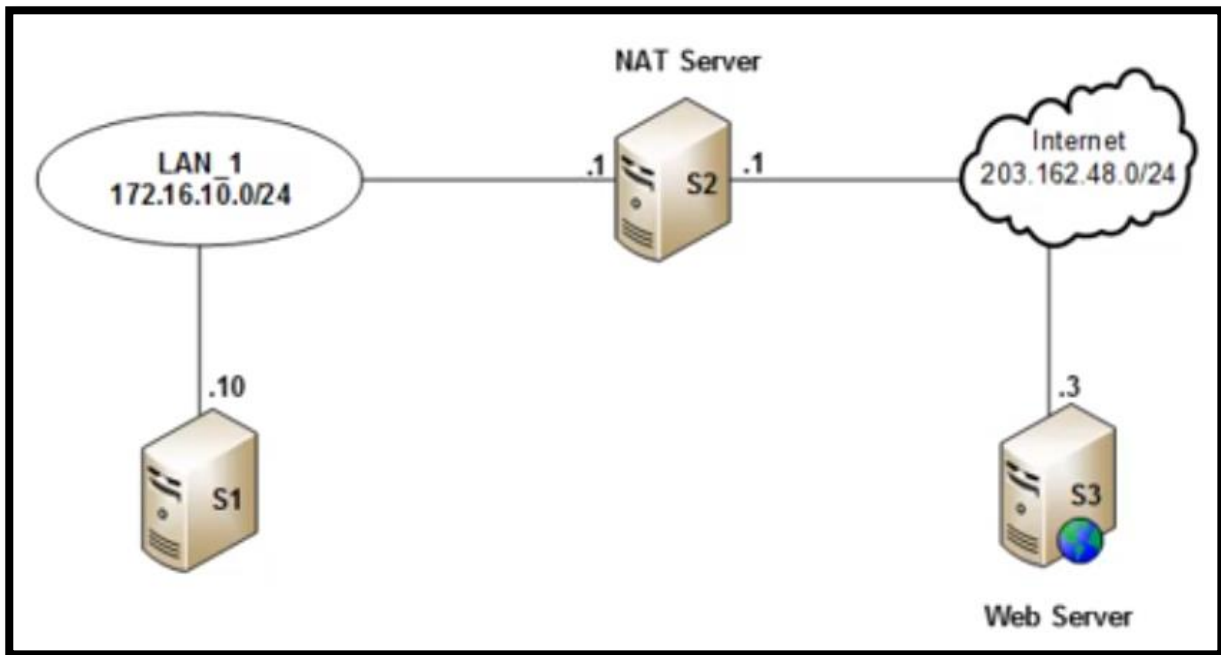 NAT Server
LAN_1
172.16.10.0/24
.1
S2
.1
Internet
203.162.48.0/24
.10
S1
.3
S3
Web Server